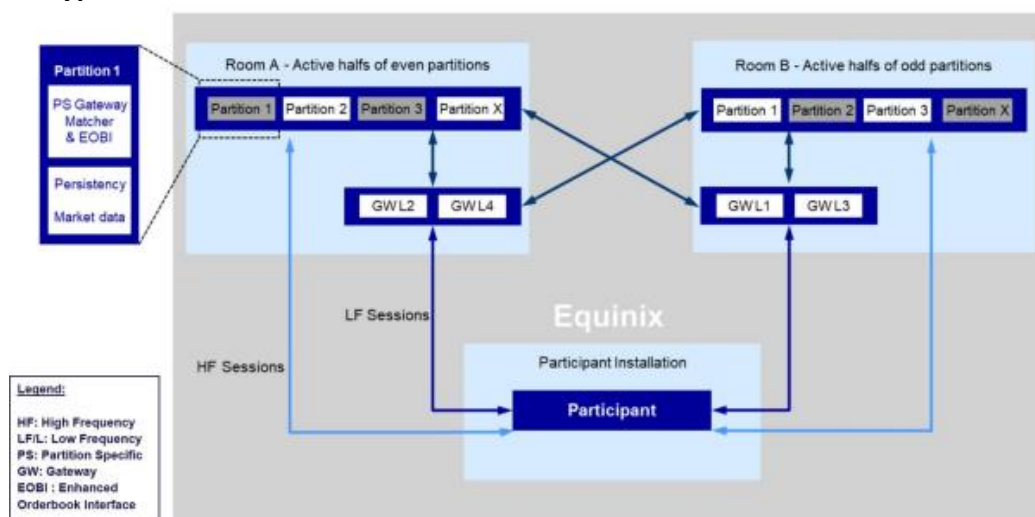 Room A - Active halfs of even partitions
Room B - Active halfs of odd partitions
Partition 1
PS Gateway
Matcher
& EOBI
Persistency
Market data
Partition 1
Partition 2
Partition 3
Partition X
Partition 1
Partition 2
Partition 3
Partition X
GWL2
GWL4
GWL1
GWL3
LF Sessions
HF Sessions
Equinix
Participant Installation
Participant
Legend:
HF: High Frequency
LF/L: Low Frequency
PS: Partition Specific
GW: Gateway
EOBI : Enhanced
Orderbook Interface